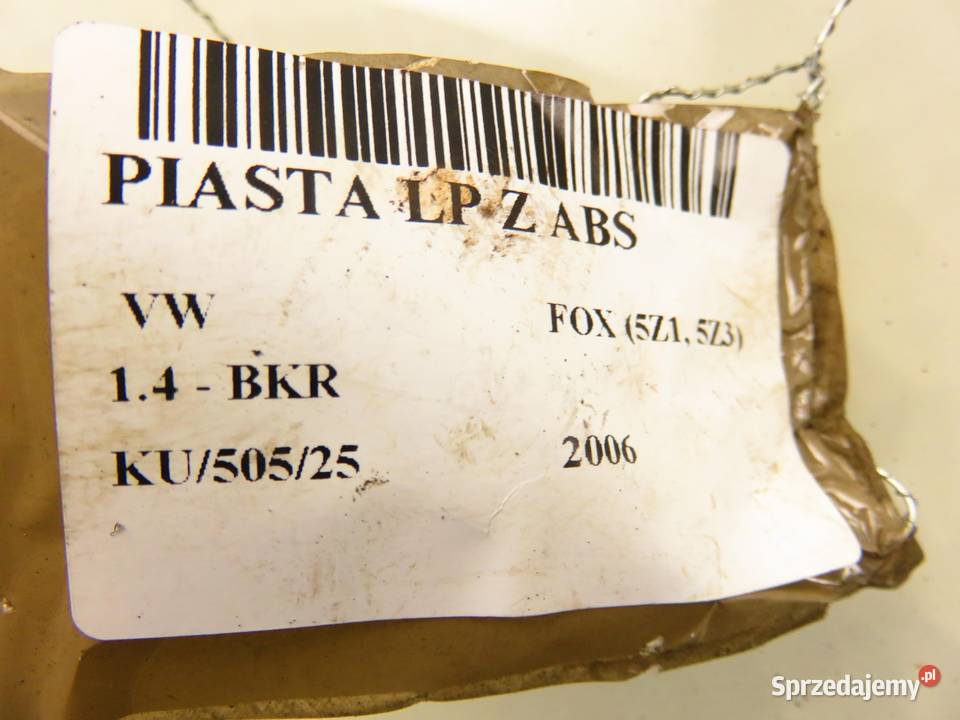 PIASTA LP Z ABS
VW FOX (5Z1, 5Z3)
1.4 - BKR
KU/505/25 2006
Sprzedajemy.pl